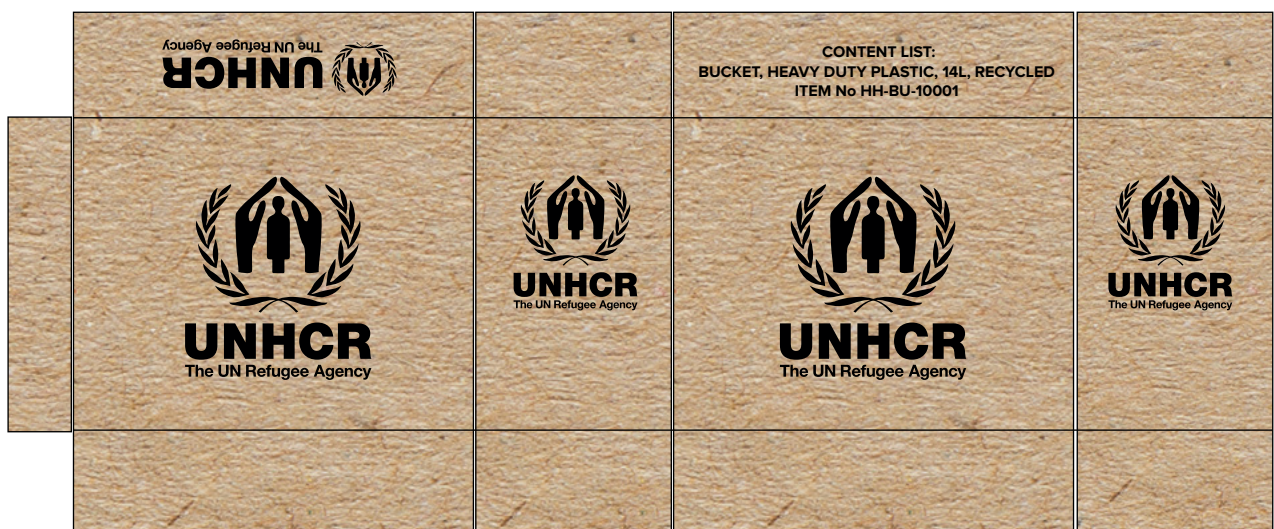 UNHCR
The UN Refugee Agency
CONTENT LIST:
BUCKET, HEAVY DUTY PLASTIC, 14L, RECYCLED
ITEM No HH-BU-10001
UNHCR
The UN Refugee Agency
UNHCR
The UN Refugee Agency
UNHCR
The UN Refugee Agency
UNHCR
The UN Refugee Agency